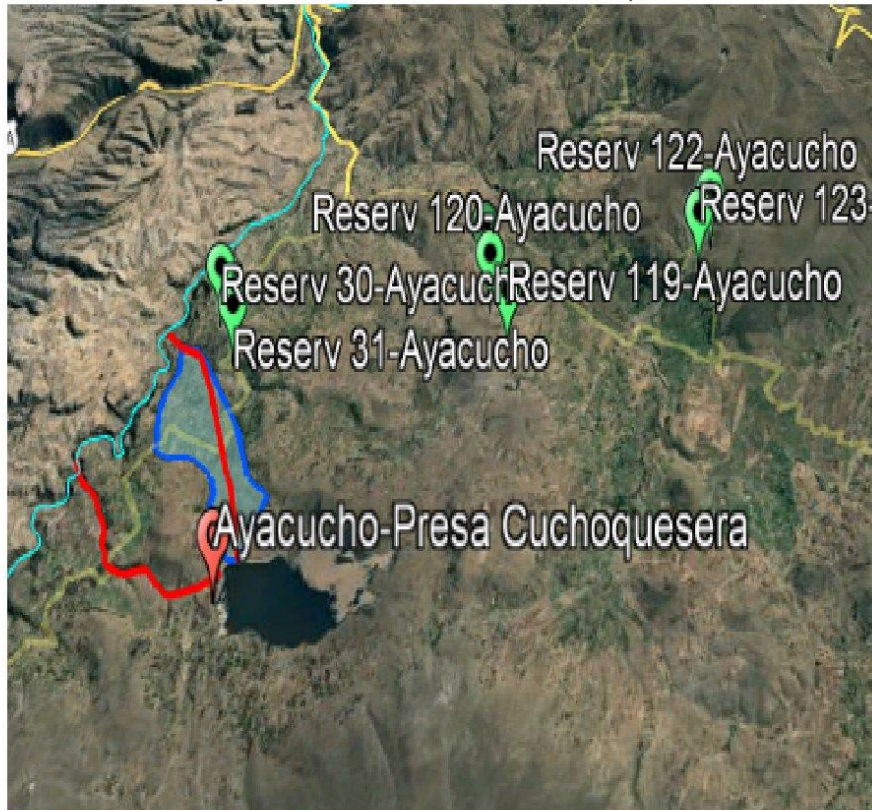 Reserv 122-Ayacucho
Reserv 120-Ayacucho
Reserv 123-
Reserv 30-Ayacuch
Reserv 119-Ayacucho
Reserv 31-Ayacucho
Ayacucho-Presa Cuchoquesera